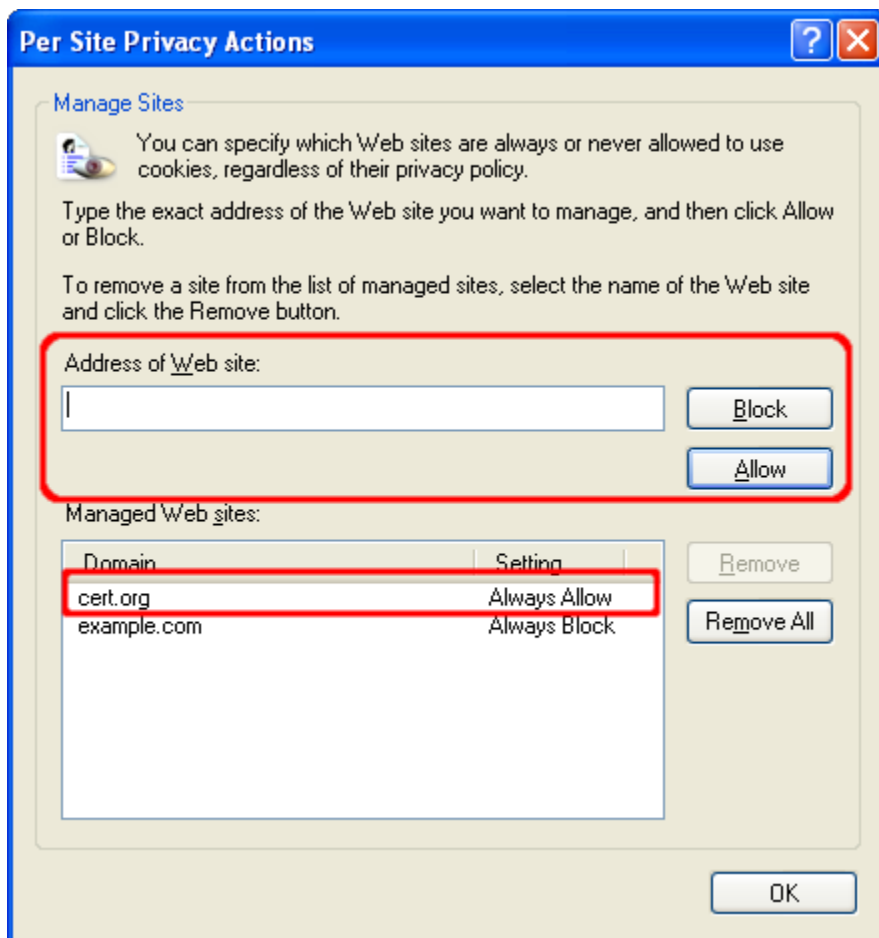 Per Site Privacy Actions
Manage Sites
You can specify which Web sites are always or never allowed to use
cookies, regardless of their privacy policy.
Type the exact address of the Web site you want to manage, and then click Allow
or Block.
To remove a site from the list of managed sites, select the name of the Web site
and click the Remove button.
Address of Web site:
Block
Allow
Managed Web sites:
Domain Setting
Remove
cert.org Always Allow
example.com Always Block
Remove All
OK